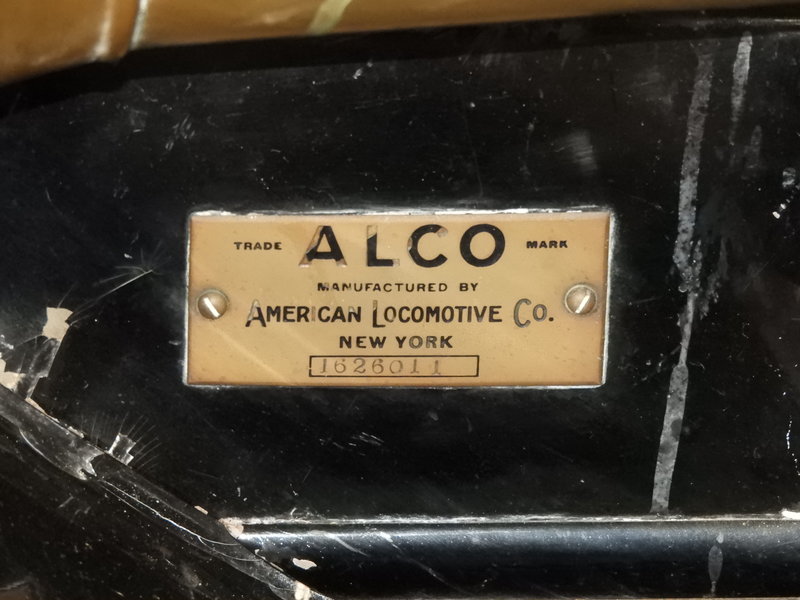 TRADE ALCO MARK
MANUFACTURED BY
AMERICAN LOCOMOTIVE CO.
NEW YORK
1626011